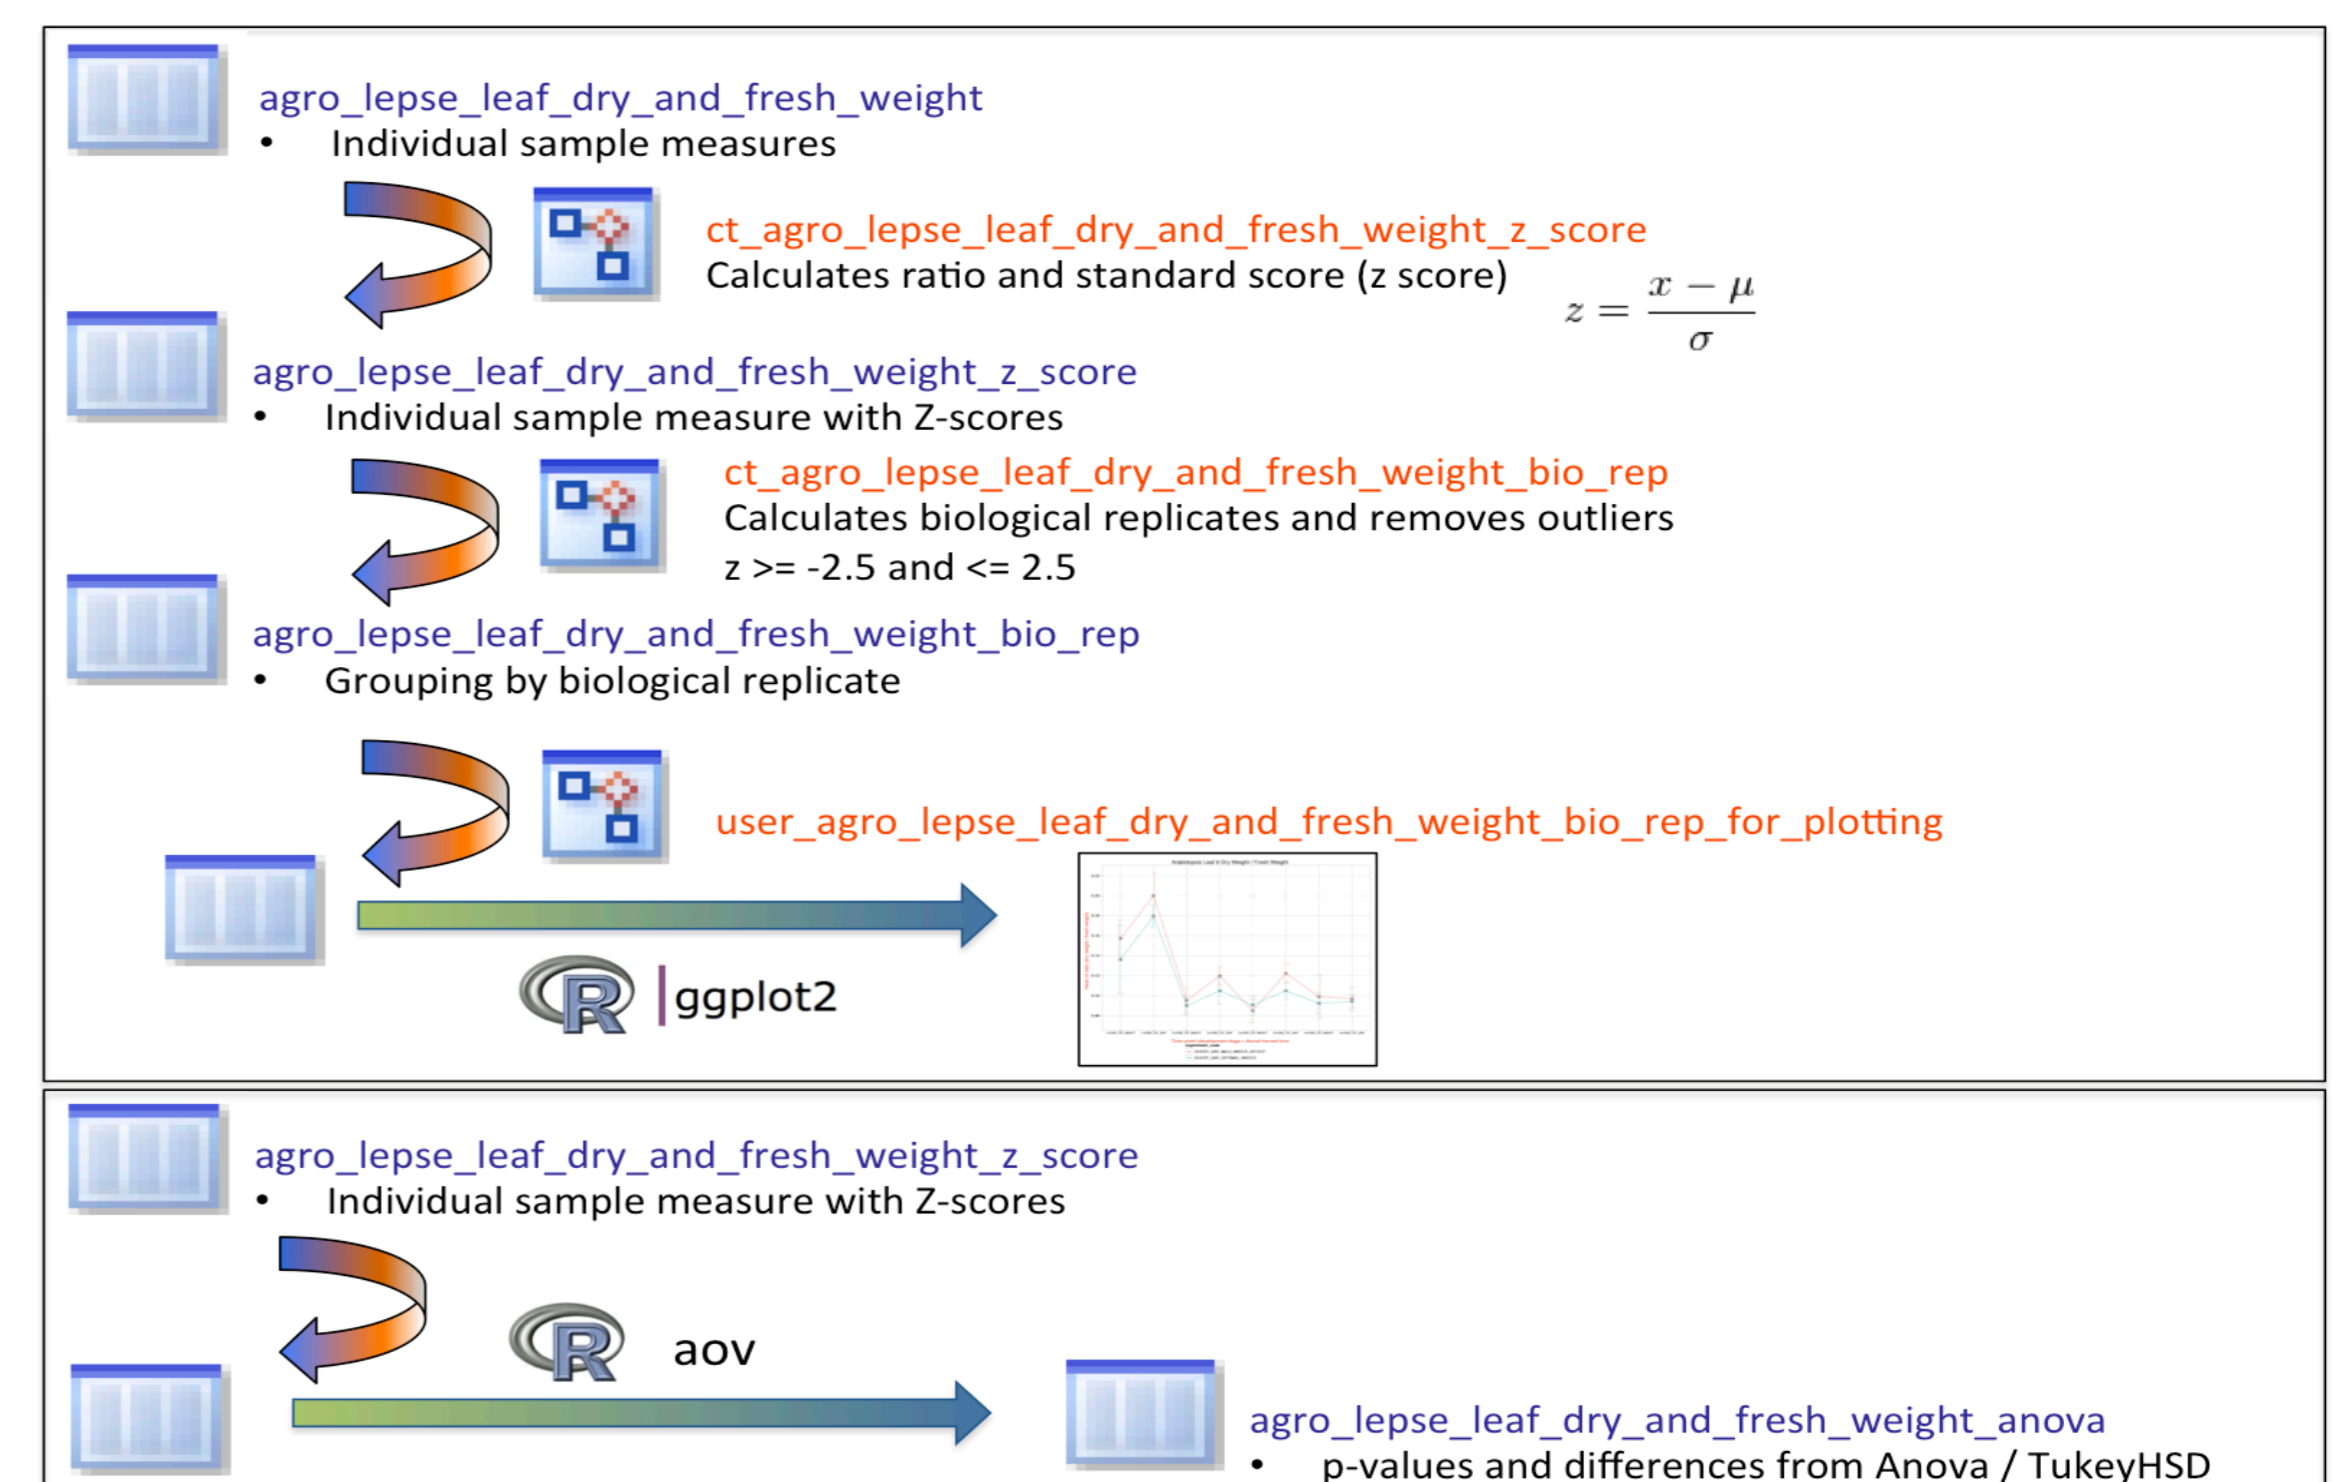 agro_lepse_leaf_dry_and_fresh_weight
• Individual sample measures
ct_agro_lepse_leaf_dry_and_fresh_weight_z_score
Calculates ratio and standard score (z score)
z = x − μ / σ
agro_lepse_leaf_dry_and_fresh_weight_z_score
• Individual sample measure with Z-scores
ct_agro_lepse_leaf_dry_and_fresh_weight_bio_rep
Calculates biological replicates and removes outliers
z >= -2.5 and <= 2.5
agro_lepse_leaf_dry_and_fresh_weight_bio_rep
• Grouping by biological replicate
user_agro_lepse_leaf_dry_and_fresh_weight_bio_rep_for_plotting
R ggplot2
agro_lepse_leaf_dry_and_fresh_weight_z_score
• Individual sample measure with Z-scores
R aov
agro_lepse_leaf_dry_and_fresh_weight_anova
• p-values and differences from Anova / TukeyHSD